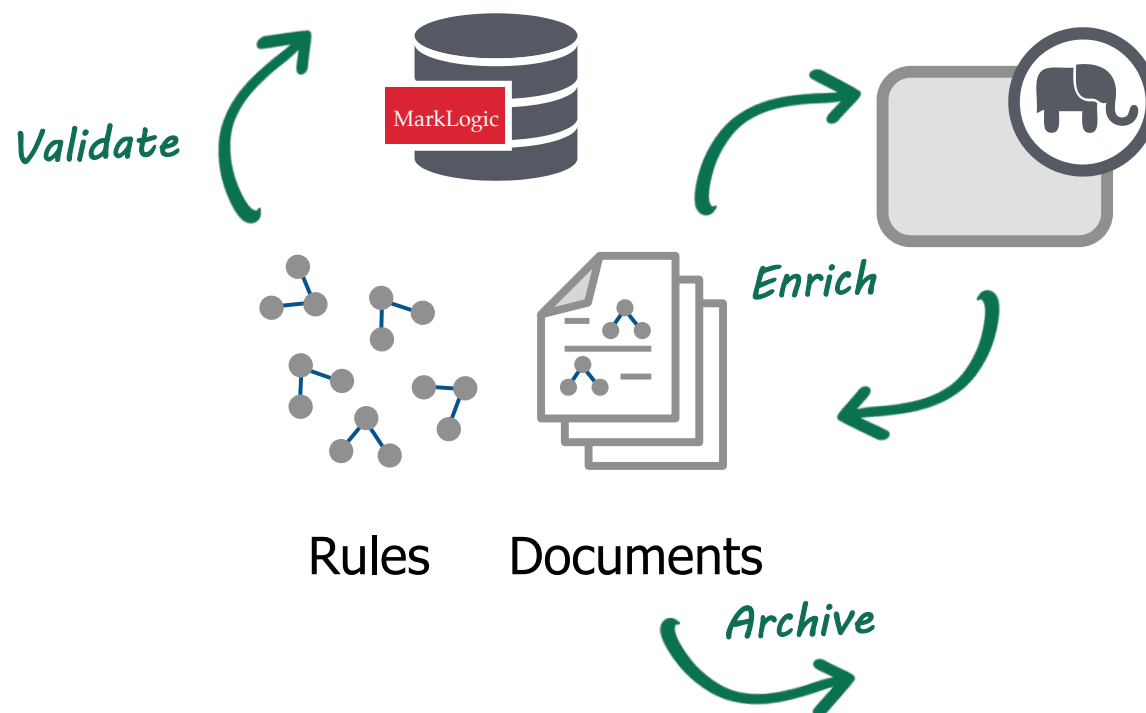 MarkLogic
Validate
Enrich
Rules
Documents
Archive